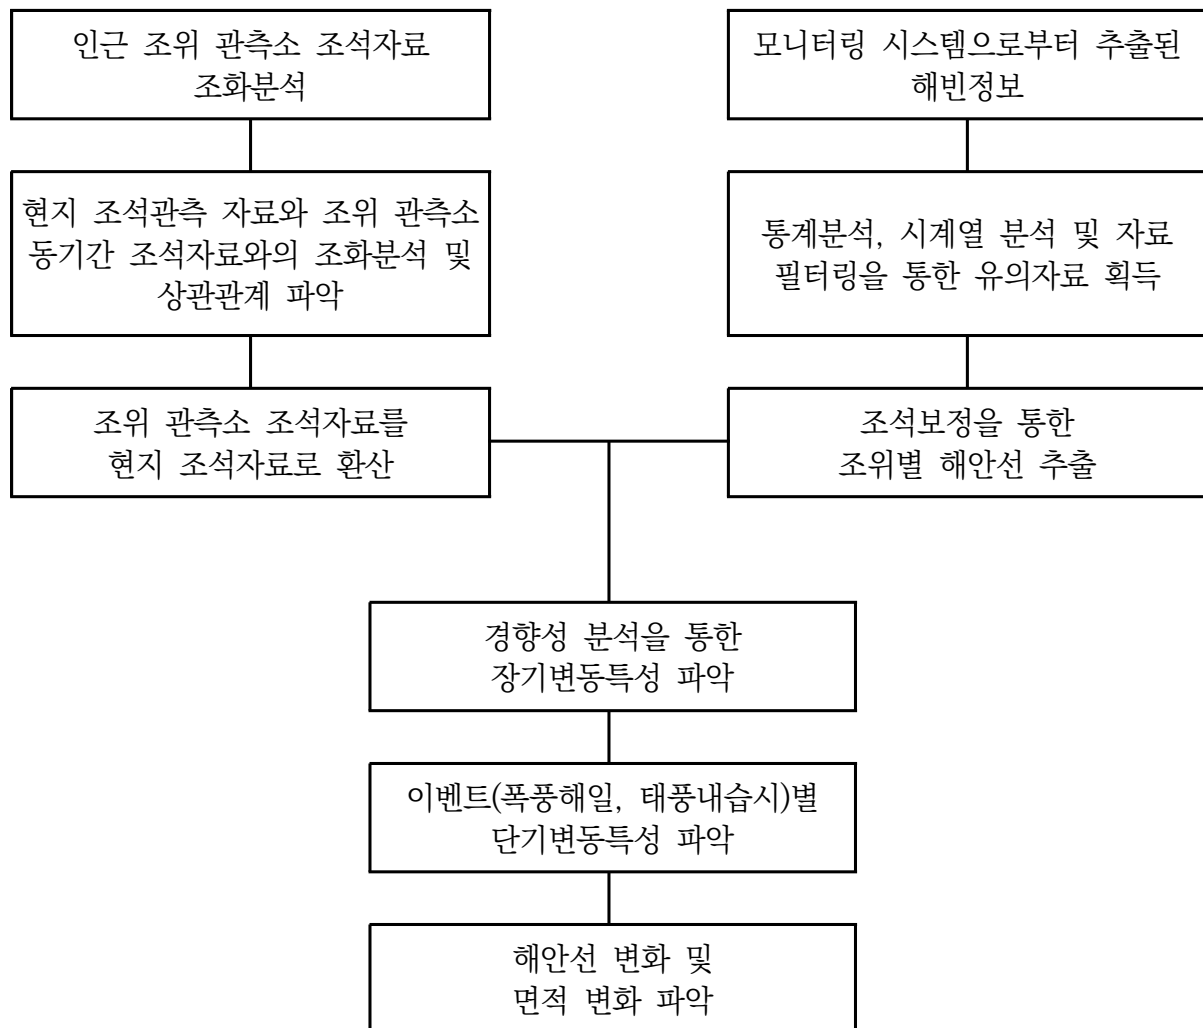 인근 조위 관측소 조석자료
조화분석
모니터링 시스템으로부터 추출된
해빈정보
현지 조석관측 자료와 조위 관측소
동기간 조석자료와의 조화분석 및
상관관계 파악
통계분석, 시계열 분석 및 자료
필터링을 통한 유의자료 획득
조위 관측소 조석자료를
현지 조석자료로 환산
조석보정을 통한
조위별 해안선 추출
경향성 분석을 통한
장기변동특성 파악
이벤트(폭풍해일, 태풍내습시)별
단기변동특성 파악
해안선 변화 및
면적 변화 파악